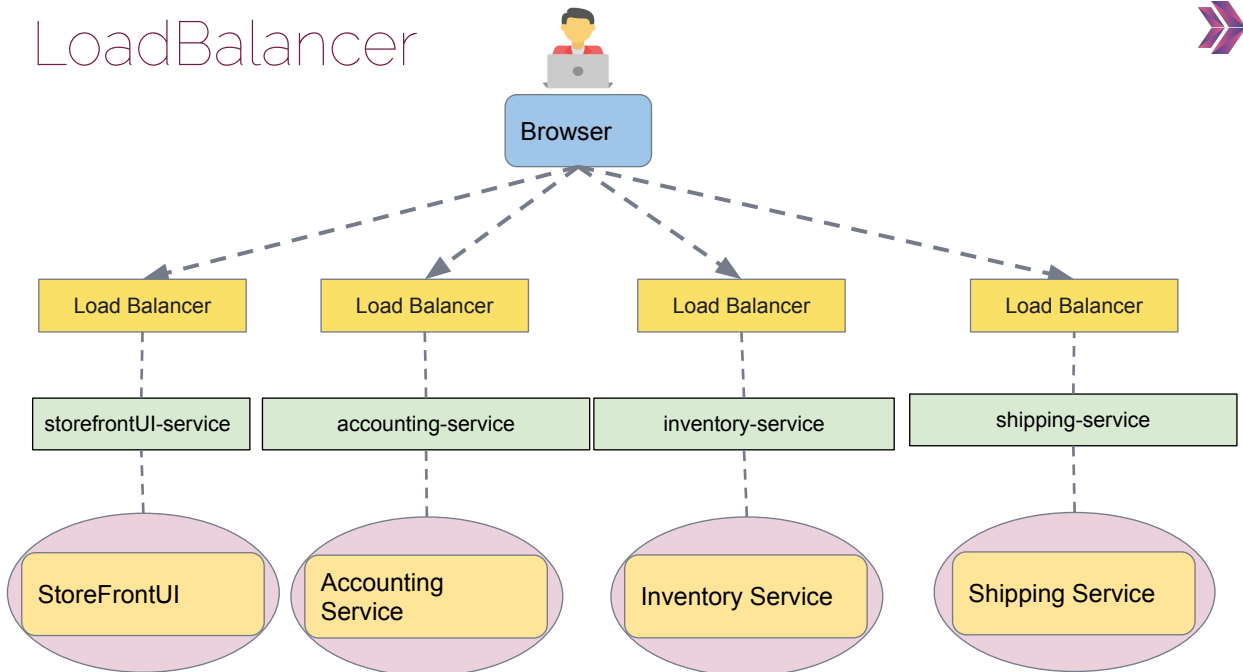 LoadBalancer
Browser
Load Balancer
Load Balancer
Load Balancer
Load Balancer
storefrontUI-service
accounting-service
inventory-service
shipping-service
StoreFrontUI
Accounting
Service
Inventory Service
Shipping Service